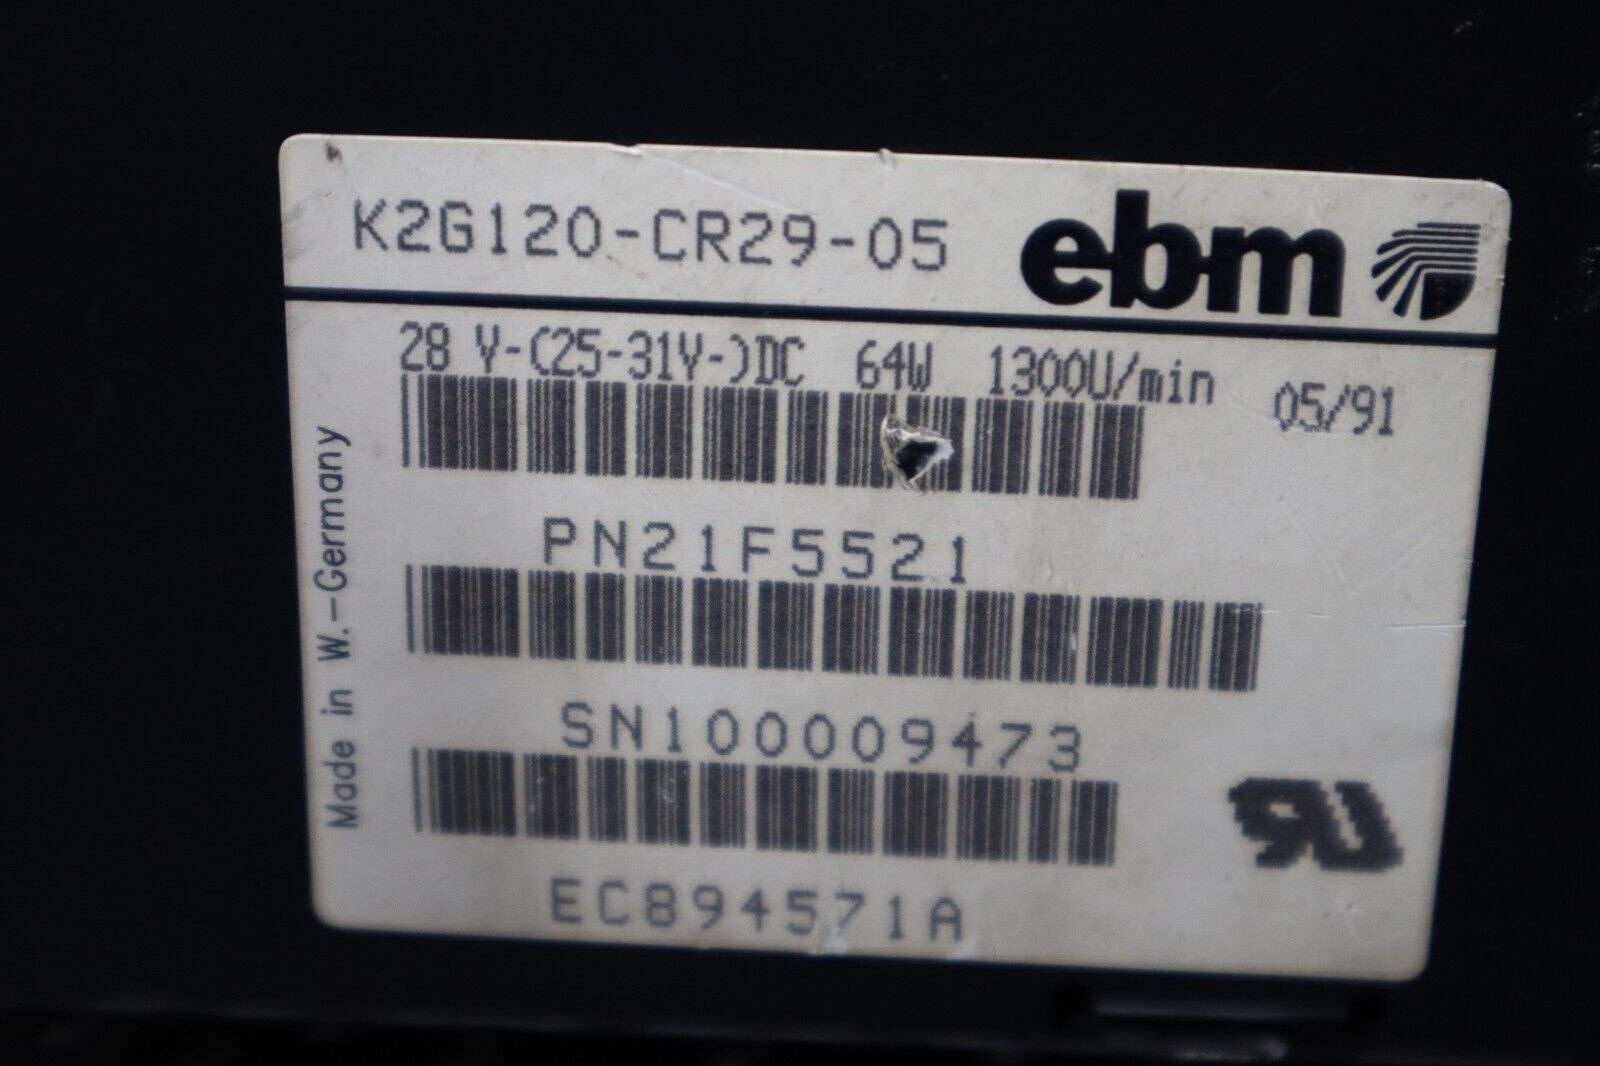 K2G120-CR29-05 ebm
28 V-(25-31V-)DC 64W 1300U/min 05/91
PN21F5521
SN100009473
EC894571A
Made in W.-Germany